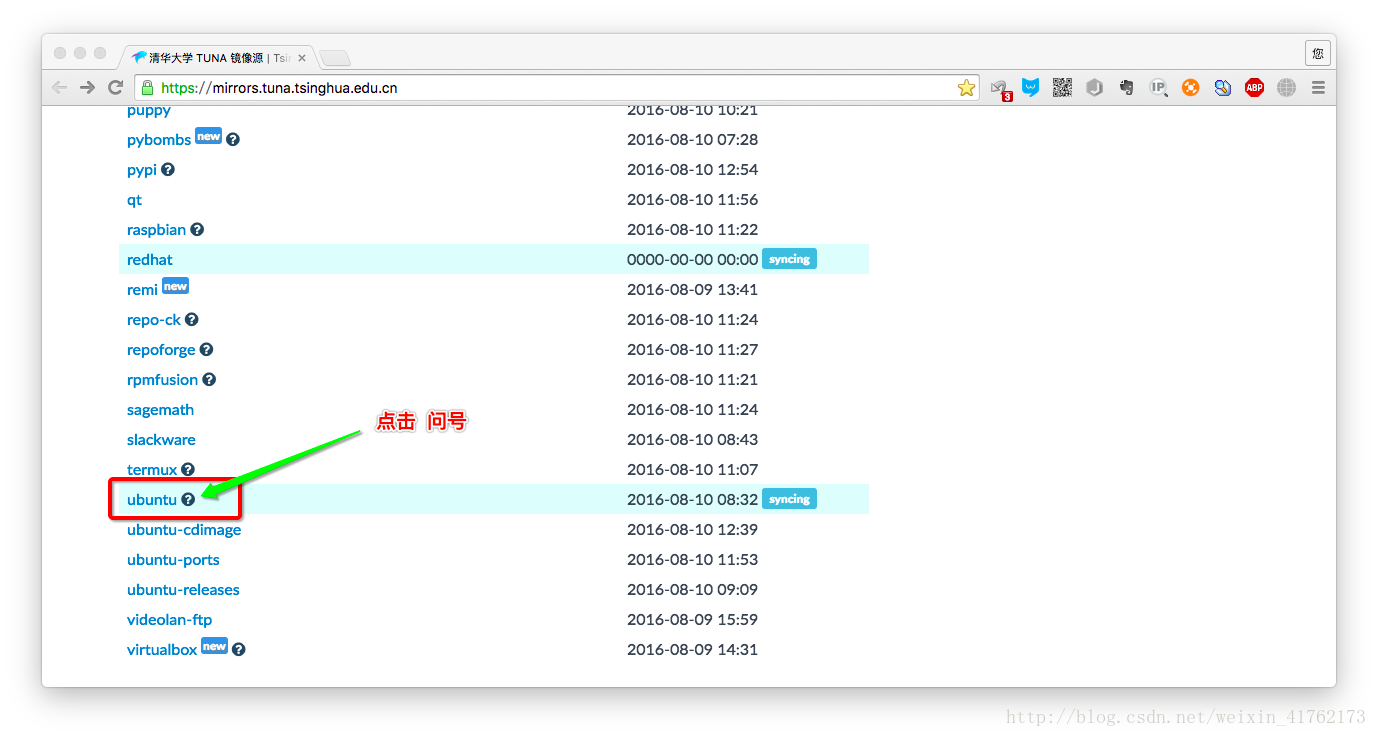 清华大学 TUNA 镜像源 | Tsi
您
https://mirrors.tuna.tsinghua.edu.cn
3
IP
ABP
puppy 2016-08-10 10:21
pybombs new ? 2016-08-10 07:28
pypi ? 2016-08-10 12:54
qt 2016-08-10 11:56
raspbian ? 2016-08-10 11:22
redhat 0000-00-00 00:00 syncing
remi new 2016-08-09 13:41
repo-ck ? 2016-08-10 11:24
repoforge ? 2016-08-10 11:27
rpmfusion ? 2016-08-10 11:21
sagemath 2016-08-10 11:24
点击 问号
slackware 2016-08-10 08:43
termux ? 2016-08-10 11:07
ubuntu ? 2016-08-10 08:32 syncing
ubuntu-cdimage 2016-08-10 12:39
ubuntu-ports 2016-08-10 11:53
ubuntu-releases 2016-08-10 09:09
videolan-ftp 2016-08-09 15:59
virtualbox new ? 2016-08-09 14:31
http://blog.csdn.net/weixin_41762173